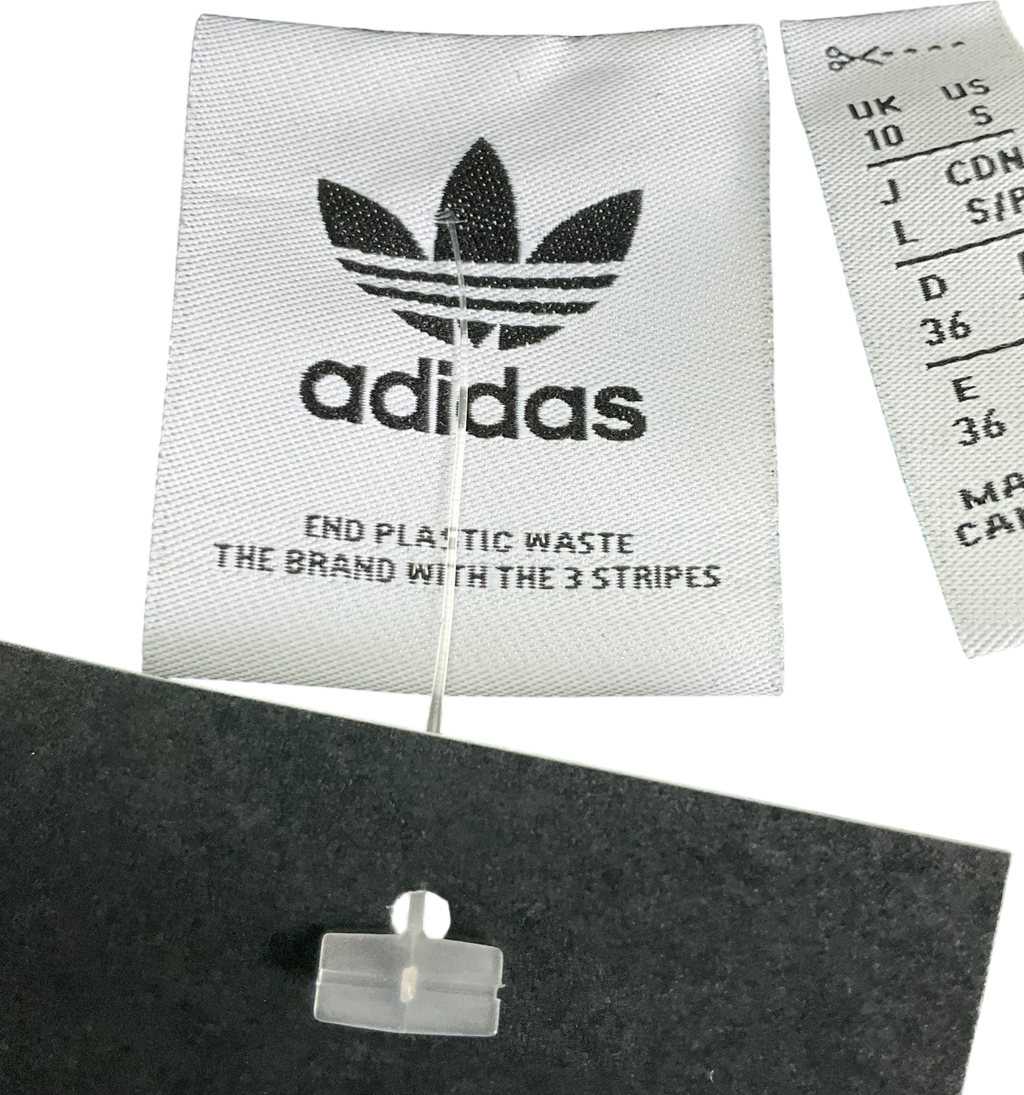 adidas
END PLASTIC WASTE
THE BRAND WITH THE 3 STRIPES
UK US
10 S
J CDN
L
D
36
E
36